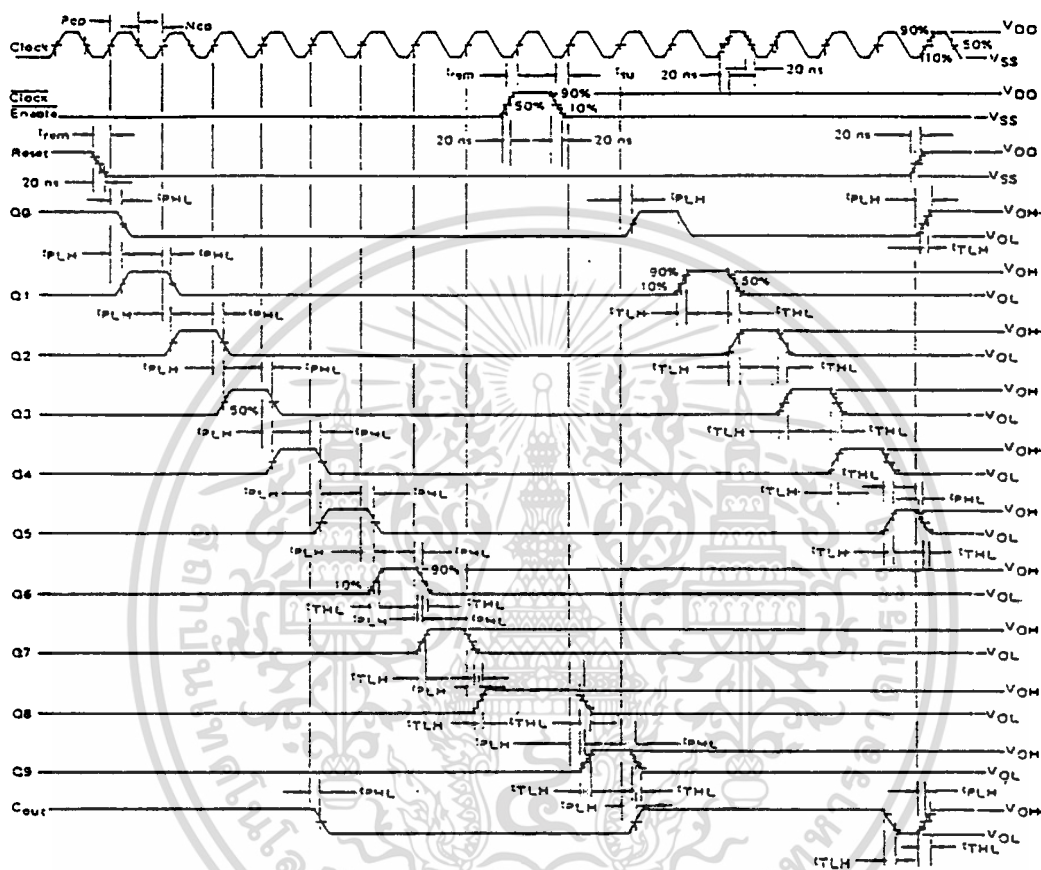 Pcp Ncp
Clock 90% 50% 10% VDD VSS
trem tsu 20 ns 20 ns
Clock Enable 50% 90% 10% VDD VSS
20 ns 20 ns
trem 20 ns
Reset VDD VSS
20 ns
tPHL tPLH tPLH
Q0 VOH VOL
tPLH tPHL tTLH
Q1 90% 10% 50% VOH VOL
tPLH tPHL tTLH tTHL
Q2 VOH VOL
tPLH tPHL tTLH tTHL
Q3 50% VOH VOL
tPLH tPHL tTLH tTHL
Q4 VOH VOL
tTHL
tPLH tPHL tTLH tPHL
Q5 VOH VOL
tPLH tPHL tTLH tTHL
Q6 10% 90% VOH VOL
tTHL tPHL
tPLH tPHL
Q7 VOH VOL
tTLH
tPLH
Q8 VOH VOL
tTLH tTHL
tPLH tPHL
Q9 VOH VOL
tTLH tTHL
tPHL tPLH tPLH
Cout VOH VOL
tTHL
tTLH